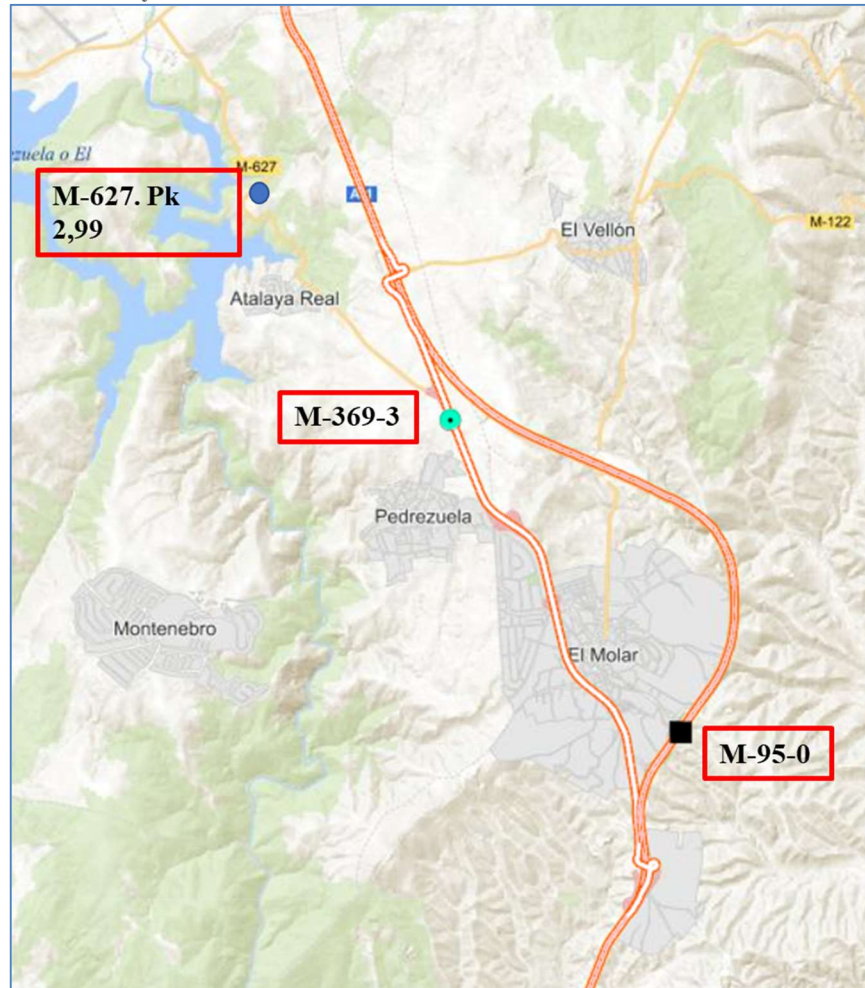 zuela o El
M-627
M-627. Pk
2,99
El Vellón
M-122
Atalaya Real
M-369-3
Pedrezuela
Montenebro
El Molar
M-95-0